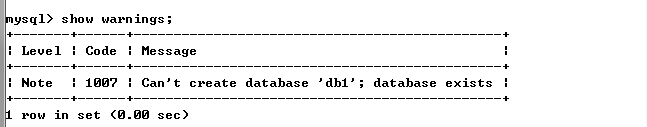 mysql> show warnings;
+-------+------+----------------------------------------------+
| Level | Code | Message                                      |
+-------+------+----------------------------------------------+
| Note  | 1007 | Can't create database 'db1'; database exists |
+-------+------+----------------------------------------------+
1 row in set (0.00 sec)